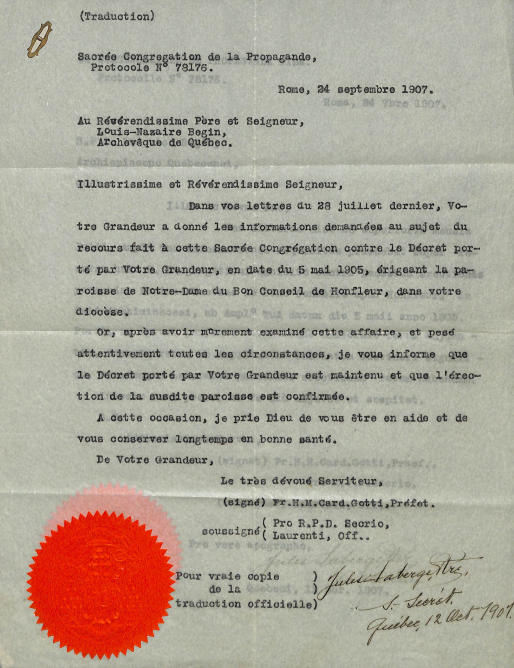 (Traduction)
Sacrée Congregation de la Propagande,
Protocole N° 78176.
Rome, 24 septembre 1907.
Au Révérendissime Père et Seigneur,
Louis-Nazaire Begin,
Archevêque de Québec.
Illustrissime et Révérendissime Seigneur,
Dans vos lettres du 28 juillet dernier, Vo-
tre Grandeur a donné les informations demandées au sujet du
recours fait à cette Sacrée Congrégation contre le Décret por-
té par Votre Grandeur, en date du 5 mai 1905, érigeant la pa-
roisse de Notre-Dame du Bon Conseil de Honfleur, dans votre
diocèse.
Or, après avoir mûrement examiné cette affaire, et pesé
attentivement toutes les circonstances, je vous informe que
le Décret porté par Votre Grandeur est maintenu et que l'érec-
tion de la susdite paroisse est confirmée.
A cette occasion, je prie Dieu de vous être en aide et de
vous conserver longtemps en bonne santé.
De Votre Grandeur,
Le très dévoué Serviteur,
(signé) Fr.H.M.Card.Gotti,Préfet.
soussigné ( Pro R.P.D. Secrio,
( Laurenti, Off..
Pour vraie copie )
de la )
traduction officielle)
Jules Laberge, Ptre,
S.-Secrét.
Québec, 12 Oct. 1907.